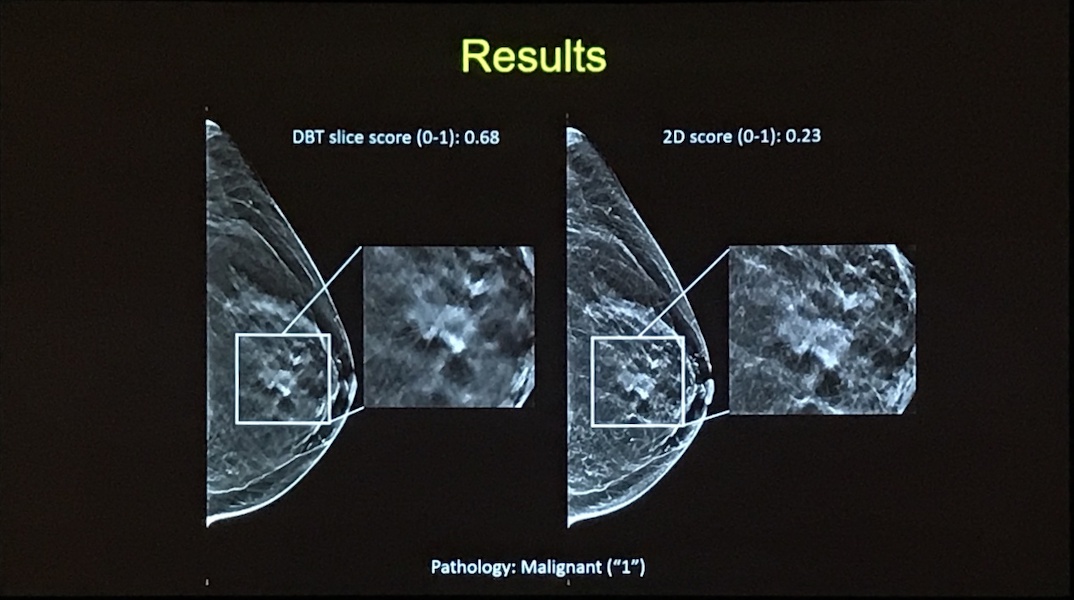 Results
DBT slice score (0-1): 0.68
2D score (0-1): 0.23
Pathology: Malignant (“1”)